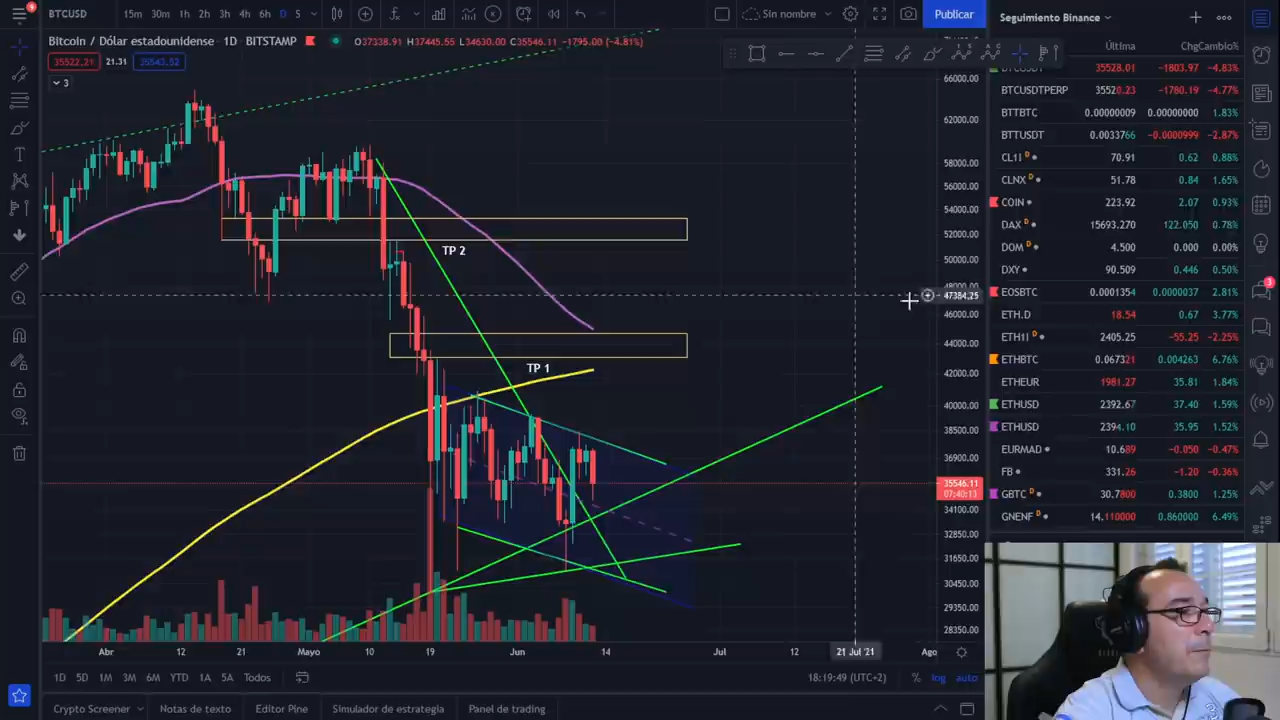 9
BTCUSD
15m 30m 1h 2h 3h 4h 6h D 5
Sin nombre
Publicar
Bitcoin / Dólar estadounidense · 1D · BITSTAMP
O37338.91 H37445.55 L34630.00 C35546.11 −1795.00 (−4.81%)
35522.21 21.31 35543.52
3
TP 2
TP 1
66000.00
62000.00
58000.00
56000.00
54000.00
52000.00
50000.00
48000.00
47384.25
46000.00
44000.00
42000.00
40000.00
38500.00
36900.00
35546.11
07:40:13
34100.00
32850.00
31650.00
30450.00
29350.00
28350.00
Abr 12 21 Mayo 10 19 Jun 14 Jul 12 21 Jul '21 Ago
1D 5D 1M 3M 6M YTD 1A 5A Todos
18:19:49 (UTC+2) % log auto
Crypto Screener Notas de texto Editor Pine Simulador de estrategia Panel de trading
Seguimiento Binance
Última ChgCambio%
BTCUSDT 35528.01 −1803.97 −4.83%
BTCUSDTPERP 3552 0.23 −1780.19 −4.77%
BTTBTC 0.00000009 0.00000000 1.83%
BTTUSDT 0.0033766 −0.0000999 −2.87%
CL1! D 70.91 0.62 0.88%
CLNX D 51.78 0.84 1.65%
COIN 223.92 2.07 0.93%
DAX D 15693.270 122.050 0.78%
DOM D 4.500 0.000 0.00%
DXY 90.509 0.446 0.50%
EOSBTC 0.0001354 0.0000037 2.81%
ETH.D 18.54 0.67 3.77%
ETH1! D 2405.25 −55.25 −2.25%
ETHBTC 0.067321 0.004263 6.76%
ETHEUR 1981.27 35.81 1.84%
ETHUSD 2392.67 37.40 1.59%
ETHUSD 2394.10 35.95 1.52%
EURMAD 10.689 −0.050 −0.47%
FB 331.26 −1.20 −0.36%
GBTC D 30.7800 0.3800 1.25%
GNENF D 14.110000 0.860000 6.49%
3